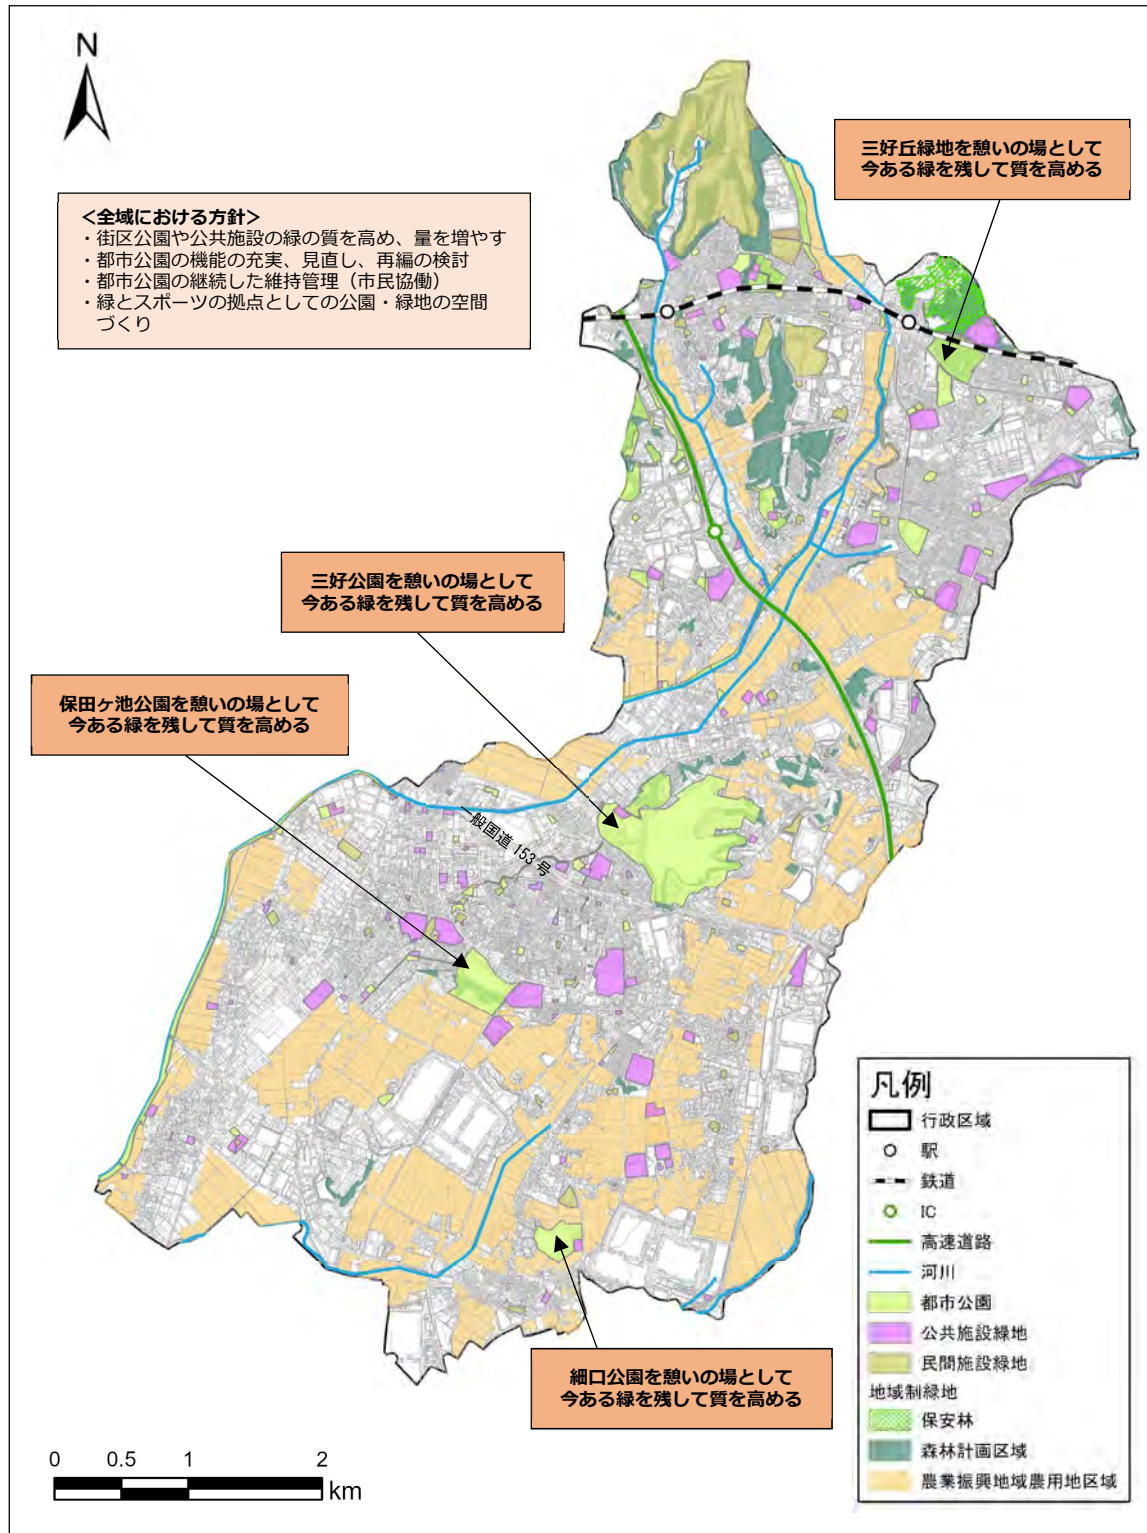 N
三好丘緑地を憩いの場として
今ある緑を残して質を高める
＜全域における方針＞
・街区公園や公共施設の緑の質を高め、量を増やす
・都市公園の機能の充実、見直し、再編の検討
・都市公園の継続した維持管理（市民協働）
・緑とスポーツの拠点としての公園・緑地の空間
づくり
三好公園を憩いの場として
今ある緑を残して質を高める
保田ヶ池公園を憩いの場として
今ある緑を残して質を高める
一般国道 153 号
細口公園を憩いの場として
今ある緑を残して質を高める
凡例
行政区域
駅
鉄道
IC
高速道路
河川
都市公園
公共施設緑地
民間施設緑地
地域制緑地
保安林
森林計画区域
農業振興地域農用地区域
0 0.5 1 2
km